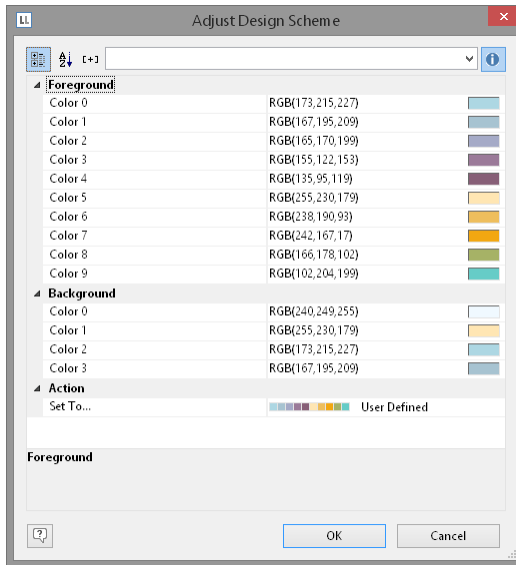 LL Adjust Design Scheme ×
A Z [+] i
Foreground
Color 0 RGB(173,215,227)
Color 1 RGB(167,195,209)
Color 2 RGB(165,170,199)
Color 3 RGB(155,122,153)
Color 4 RGB(135,95,119)
Color 5 RGB(255,230,179)
Color 6 RGB(238,190,93)
Color 7 RGB(242,167,17)
Color 8 RGB(166,178,102)
Color 9 RGB(102,204,199)
Background
Color 0 RGB(240,249,255)
Color 1 RGB(255,230,179)
Color 2 RGB(173,215,227)
Color 3 RGB(167,195,209)
Action
Set To... User Defined
Foreground
? OK Cancel